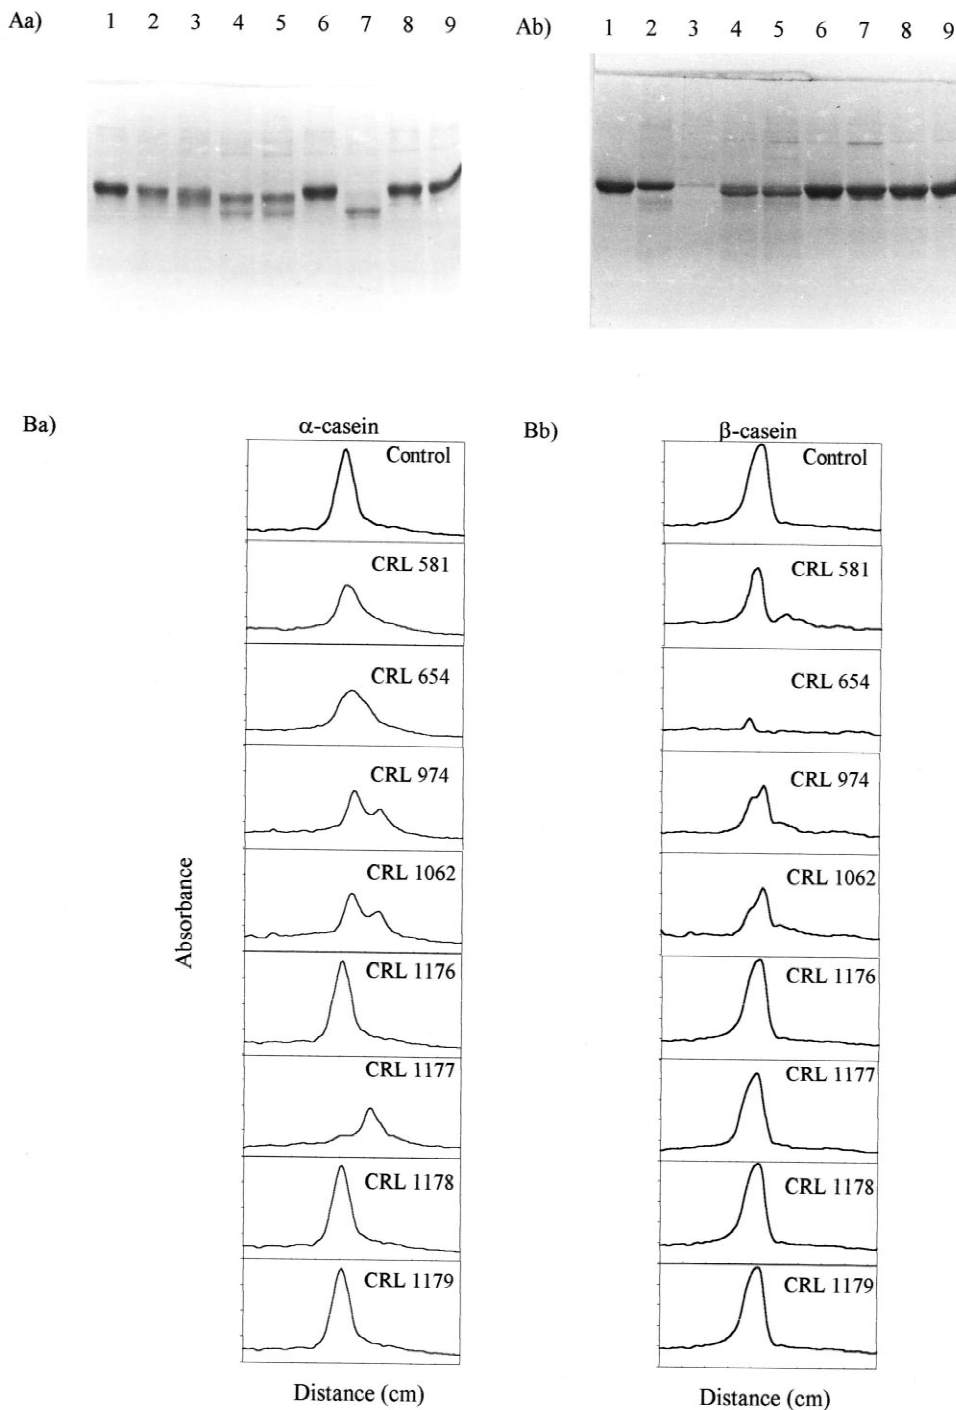 Aa) 1 2 3 4 5 6 7 8 9
Ab) 1 2 3 4 5 6 7 8 9
Ba)
α-casein
Control
CRL 581
CRL 654
CRL 974
CRL 1062
CRL 1176
CRL 1177
CRL 1178
CRL 1179
Absorbance
Distance (cm)
Bb)
β-casein
Control
CRL 581
CRL 654
CRL 974
CRL 1062
CRL 1176
CRL 1177
CRL 1178
CRL 1179
Distance (cm)